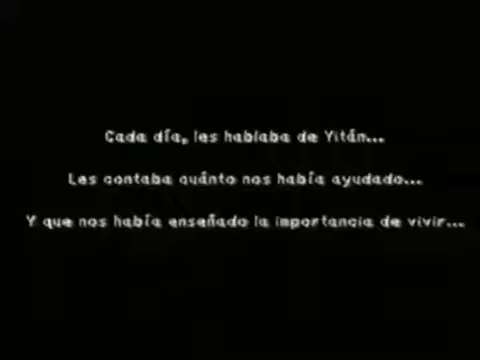 Cada día, les hablaba de Yitán...
Les contaba cuánto nos había ayudado...
Y que nos había enseñado la importancia de vivir...